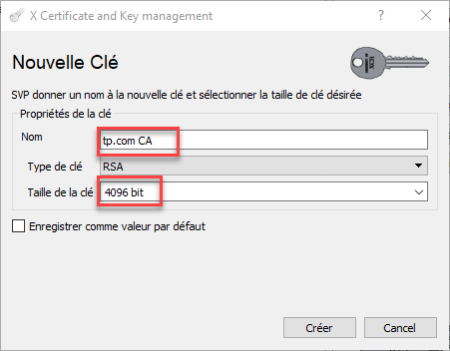 X Certificate and Key management
?
Nouvelle Clé
SVP donner un nom à la nouvelle clé et sélectionner la taille de clé désirée
Propriétés de la clé
Nom
tp.com CA
Type de clé
RSA
Taille de la clé
4096 bit
Enregistrer comme valeur par défaut
Créer
Cancel